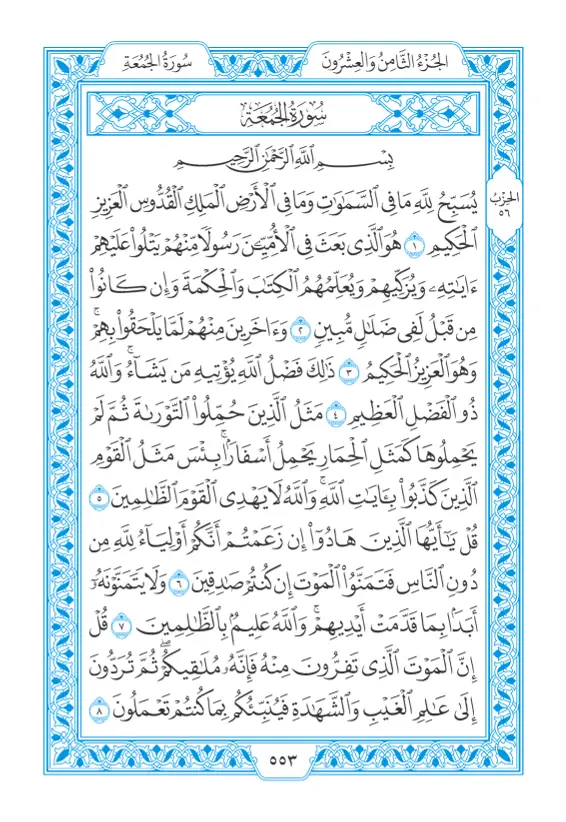 الجُزْءُ الثَّامِنُ وَالعِشْرُونَ
سُورَةُ الجُمُعَةِ
سُورَةُ الجُمُعَةِ
بِسْمِ ٱللَّهِ ٱلرَّحْمَٰنِ ٱلرَّحِيمِ
يُسَبِّحُ لِلَّهِ مَا فِى ٱلسَّمَٰوَٰتِ وَمَا فِى ٱلْأَرْضِ ٱلْمَلِكِ ٱلْقُدُّوسِ ٱلْعَزِيزِ
ٱلْحَكِيمِ ١ هُوَ ٱلَّذِى بَعَثَ فِى ٱلْأُمِّيِّـۧنَ رَسُولًا مِّنْهُمْ يَتْلُوا۟ عَلَيْهِمْ
ءَايَٰتِهِۦ وَيُزَكِّيهِمْ وَيُعَلِّمُهُمُ ٱلْكِتَٰبَ وَٱلْحِكْمَةَ وَإِن كَانُوا۟
مِن قَبْلُ لَفِى ضَلَٰلٍ مُّبِينٍ ٢ وَءَاخَرِينَ مِنْهُمْ لَمَّا يَلْحَقُوا۟ بِهِمْ ۚ
وَهُوَ ٱلْعَزِيزُ ٱلْحَكِيمُ ٣ ذَٰلِكَ فَضْلُ ٱللَّهِ يُؤْتِيهِ مَن يَشَآءُ ۚ وَٱللَّهُ
ذُو ٱلْفَضْلِ ٱلْعَظِيمِ ٤ مَثَلُ ٱلَّذِينَ حُمِّلُوا۟ ٱلتَّوْرَىٰةَ ثُمَّ لَمْ
يَحْمِلُوهَا كَمَثَلِ ٱلْحِمَارِ يَحْمِلُ أَسْفَارًۢا ۚ بِئْسَ مَثَلُ ٱلْقَوْمِ
ٱلَّذِينَ كَذَّبُوا۟ بِـَٔايَٰتِ ٱللَّهِ ۚ وَٱللَّهُ لَا يَهْدِى ٱلْقَوْمَ ٱلظَّٰلِمِينَ ٥
قُلْ يَٰٓأَيُّهَا ٱلَّذِينَ هَادُوٓا۟ إِن زَعَمْتُمْ أَنَّكُمْ أَوْلِيَآءُ لِلَّهِ مِن
دُونِ ٱلنَّاسِ فَتَمَنَّوُا۟ ٱلْمَوْتَ إِن كُنتُمْ صَٰدِقِينَ ٦ وَلَا يَتَمَنَّوْنَهُۥٓ
أَبَدًۢا بِمَا قَدَّمَتْ أَيْدِيهِمْ ۚ وَٱللَّهُ عَلِيمٌۢ بِٱلظَّٰلِمِينَ ٧ قُلْ
إِنَّ ٱلْمَوْتَ ٱلَّذِى تَفِرُّونَ مِنْهُ فَإِنَّهُۥ مُلَٰقِيكُمْ ۖ ثُمَّ تُرَدُّونَ
إِلَىٰ عَٰلِمِ ٱلْغَيْبِ وَٱلشَّهَٰدَةِ فَيُنَبِّئُكُم بِمَا كُنتُمْ تَعْمَلُونَ ٨
الحِزْبُ
٥٦
٥٥٣